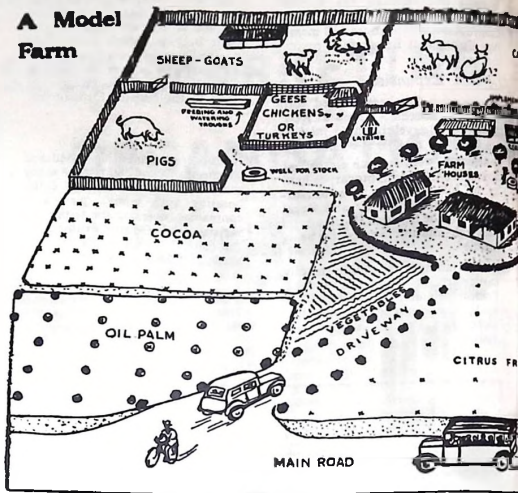 A Model
Farm
SHEEP-GOATS
FEEDING AND
WATERING
TROUGHS
GEESE
CHICKENS
OR
TURKEYS
LATRINE
PIGS
WELL FOR STOCK
FARM
HOUSES
COCOA
VEGETABLES
DRIVEWAY
OIL PALM
CITRUS FR
MAIN ROAD